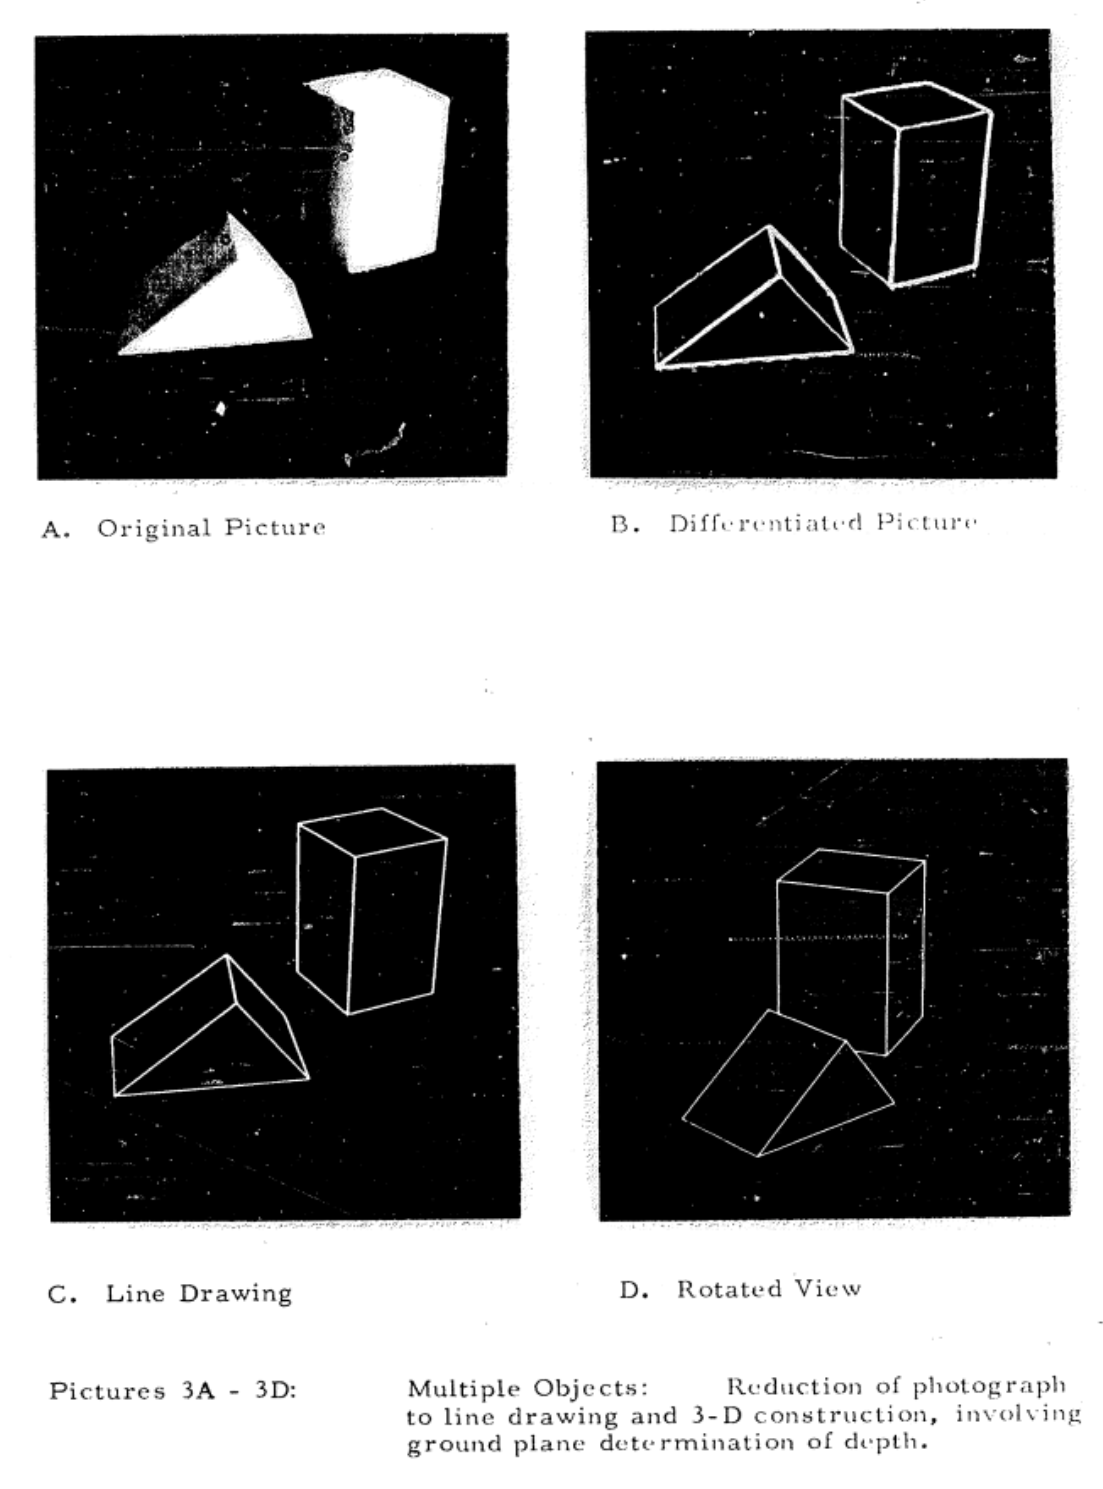 A. Original Picture
B. Differentiated Picture
C. Line Drawing
D. Rotated View
Pictures 3A - 3D: Multiple Objects: Reduction of photograph
to line drawing and 3-D construction, involving
ground plane determination of depth.